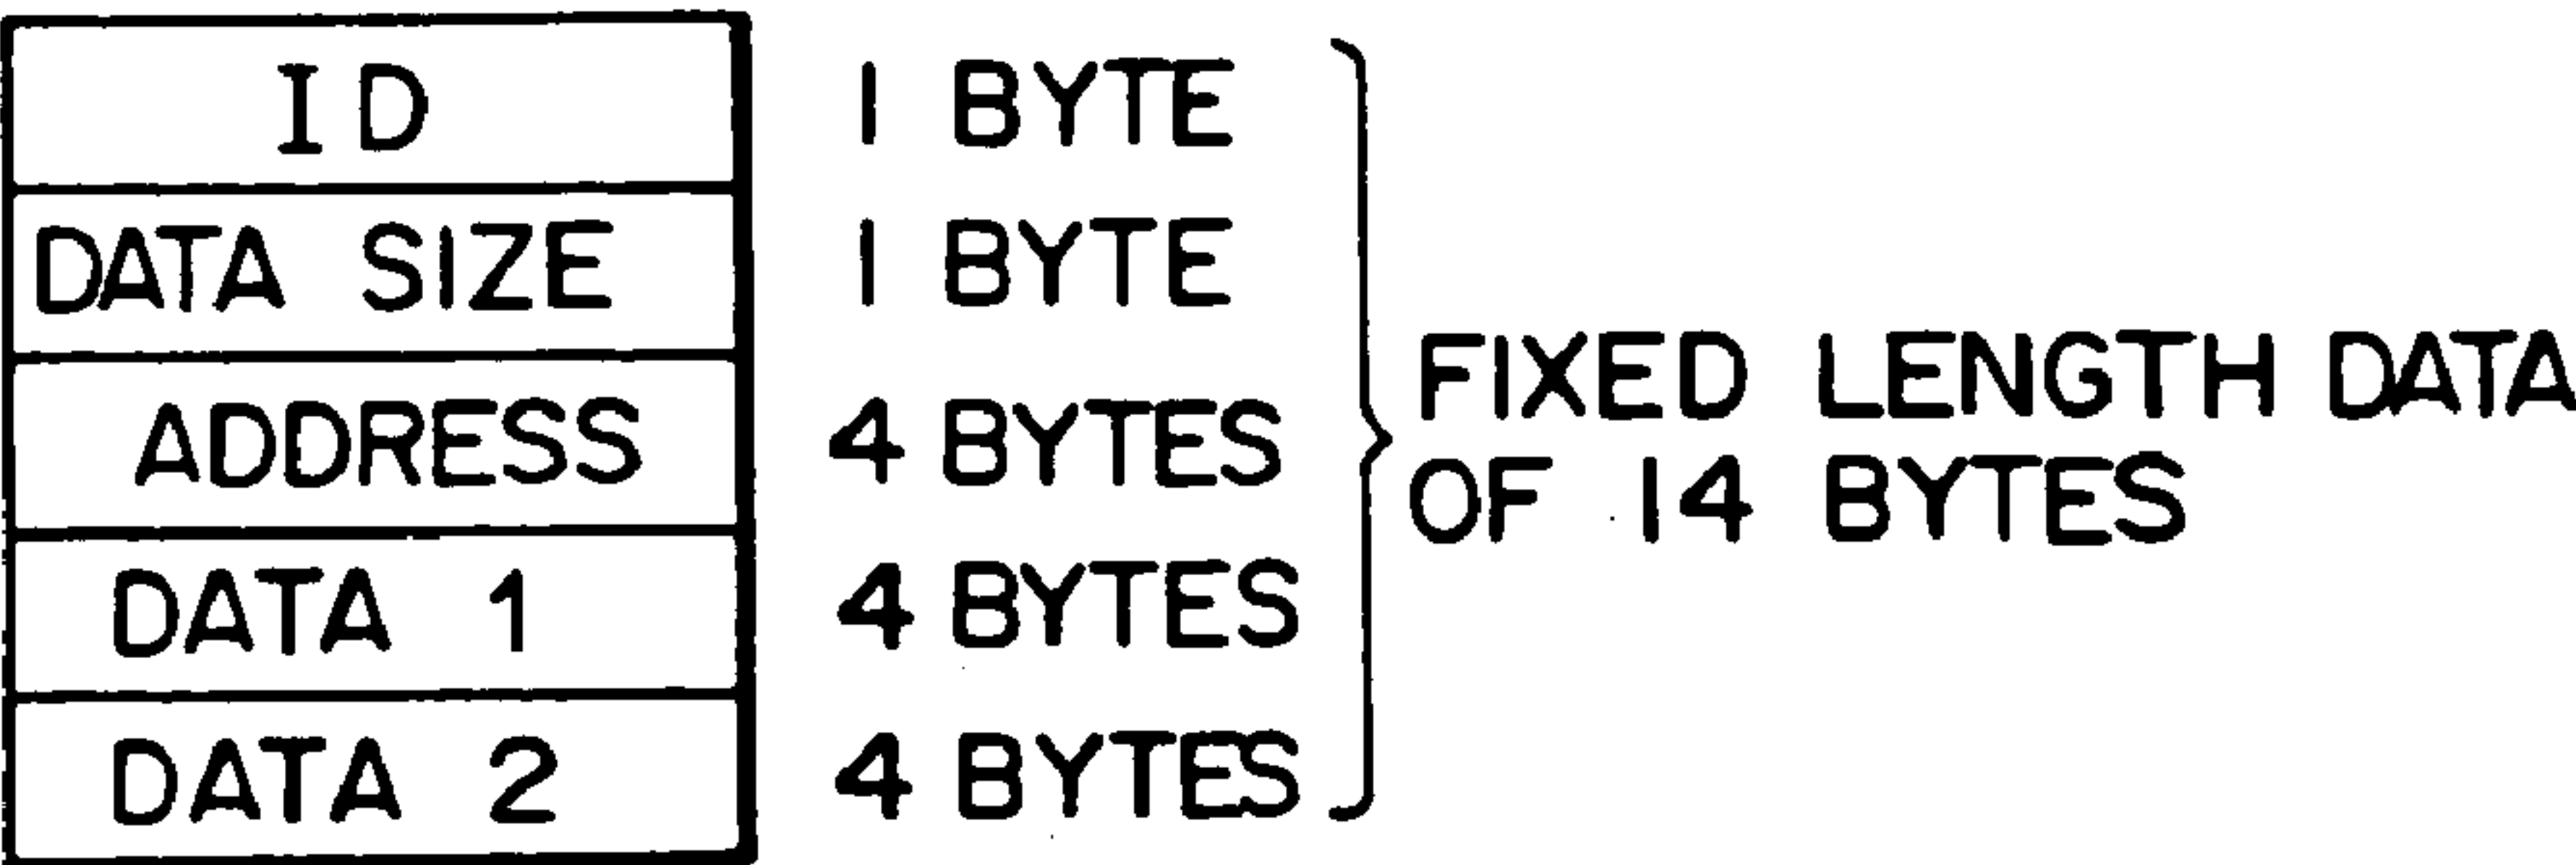 ID 1 BYTE
DATA SIZE 1 BYTE
ADDRESS 4 BYTES
DATA 1 4 BYTES
DATA 2 4 BYTES
FIXED LENGTH DATA
OF 14 BYTES